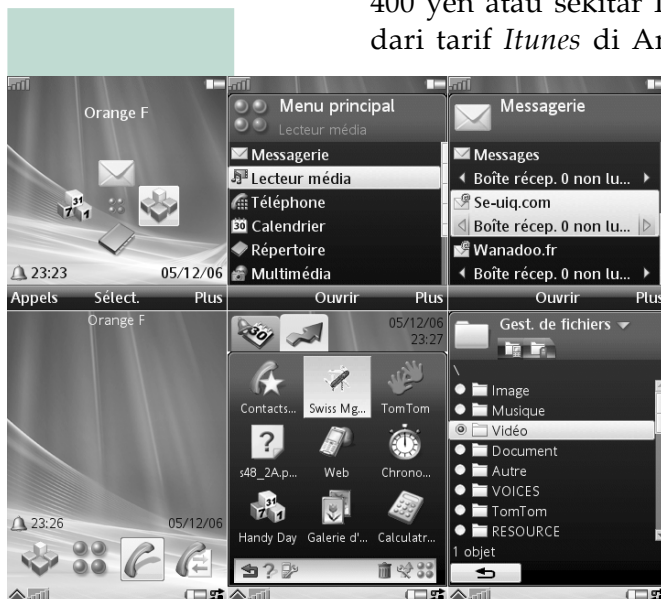 400 yen atau sekitar
dari tarif Itunes di
Orange F
23:23 05/12/06
Appels Sélect. Plus
Menu principal
Lecteur média
Messagerie
Lecteur média
Téléphone
Calendrier
Répertoire
Multimédia
Ouvrir Plus
Messagerie
Messages
Boîte récep. 0 non lu...
Se-uiq.com
Boîte récep. 0 non lu...
Wanadoo.fr
Boîte récep. 0 non lu...
Ouvrir Plus
Orange F
23:26 05/12/06
05/12/06
23:27
Contacts... Swiss Mg... TomTom
s48_2A.p... Web Chrono...
Handy Day Galerie d'... Calculatr...
Gest. de fichiers
\
Image
Musique
Vidéo
Document
Autre
VOICES
TomTom
RESOURCE
1 objet